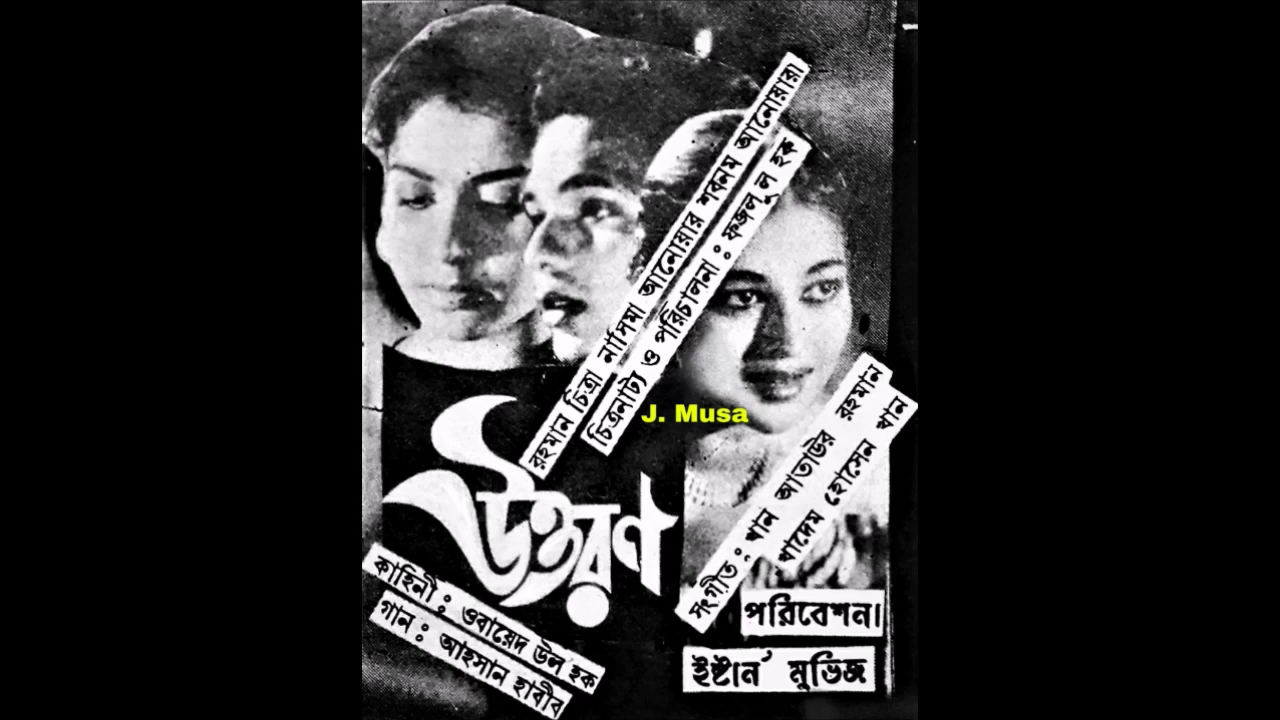 রহমান চিত্রা নাসিমা আনোয়ার শবনম আনোয়ারা
চিত্রনাট্য ও পরিচালনা : ফজলুল হক
J. Musa
উত্তরণ
সংগীত : খান আতাউর রহমান
খাদেম হোসেন খান
কাহিনী : ওবায়েদ উল হক
গান : আহসান হাবীব
পরিবেশনা
ইষ্টার্ন মুভিজ